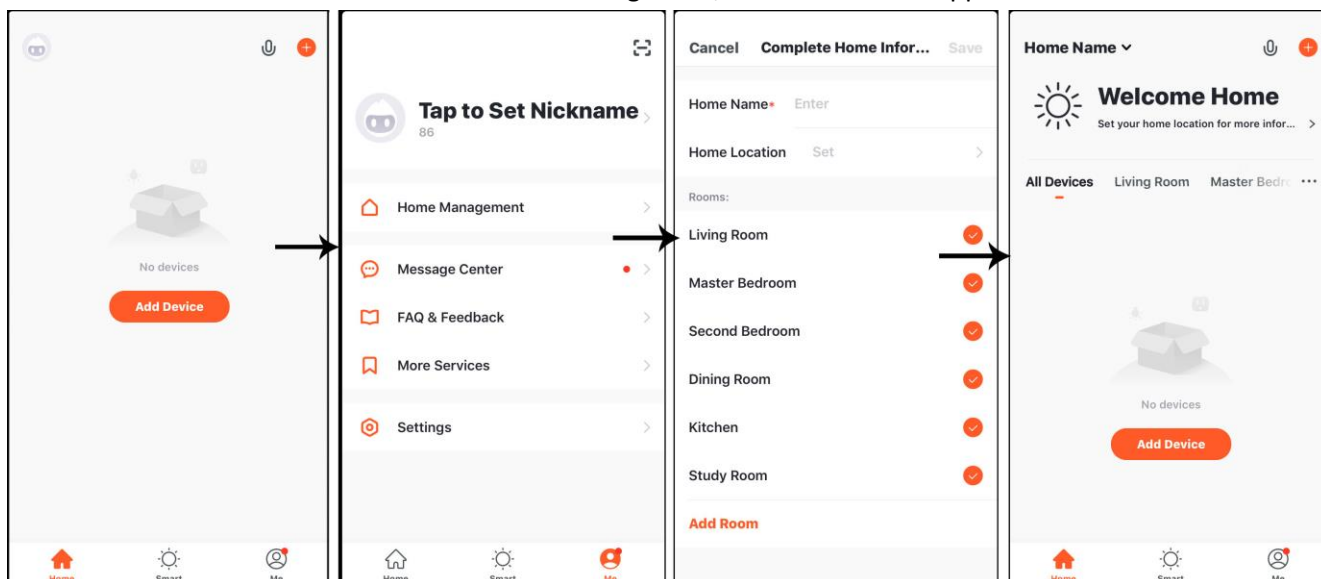 No devices
Add Device
Home
Smart
Me
Tap to Set Nickname
86
Home Management
Message Center
FAQ & Feedback
More Services
Settings
Home
Smart
Me
Cancel Complete Home Infor... Save
Home Name* Enter
Home Location Set
Rooms:
Living Room
Master Bedroom
Second Bedroom
Dining Room
Kitchen
Study Room
Add Room
Home Name
Welcome Home
Set your home location for more infor...
All Devices Living Room Master Bedr ...
No devices
Add Device
Home
Smart
Me